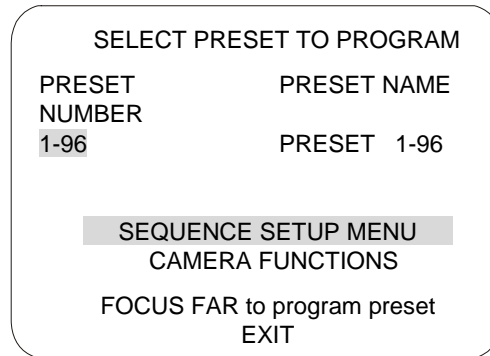 SELECT PRESET TO PROGRAM
PRESET NUMBER PRESET NAME
1-96 PRESET 1-96
SEQUENCE SETUP MENU
CAMERA FUNCTIONS
FOCUS FAR to program preset
EXIT